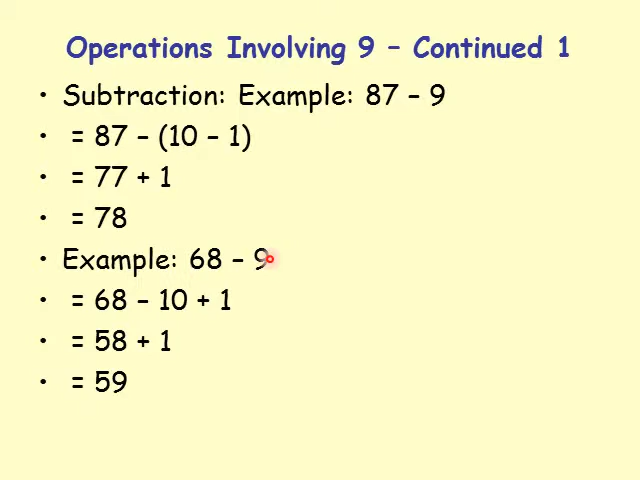 Operations Involving 9 – Continued 1
• Subtraction: Example: 87 – 9
• = 87 – (10 – 1)
• = 77 + 1
• = 78
• Example: 68 – 9
• = 68 – 10 + 1
• = 58 + 1
• = 59